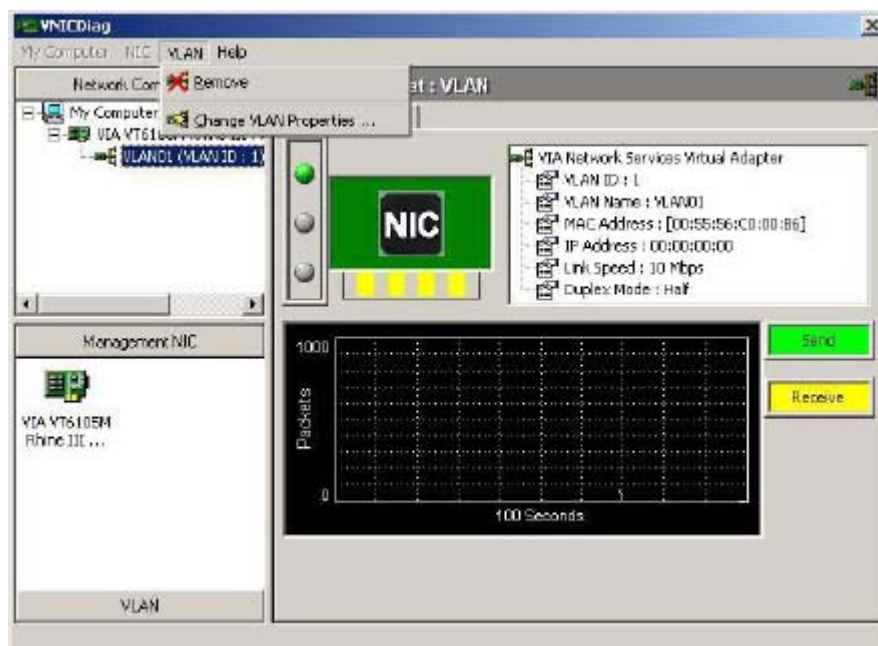 VNICDiag
My Computer NIC VLAN Help
Remove
Change VLAN Properties ...
Network Com
at : VLAN
My Computer
VIA VT61
VLAN01 (VLAN ID : 1)
NIC
VIA Network Services Virtual Adapter
VLAN ID : 1
VLAN Name : VLAN01
MAC Address : [00:55:56:C0:00:86]
IP Address : 00:00:00:00
Link Speed : 10 Mbps
Duplex Mode : Half
Management NIC
VIA VT6105M
Rhine III ...
VLAN
1000
Packets
0
100 Seconds
Send
Receive